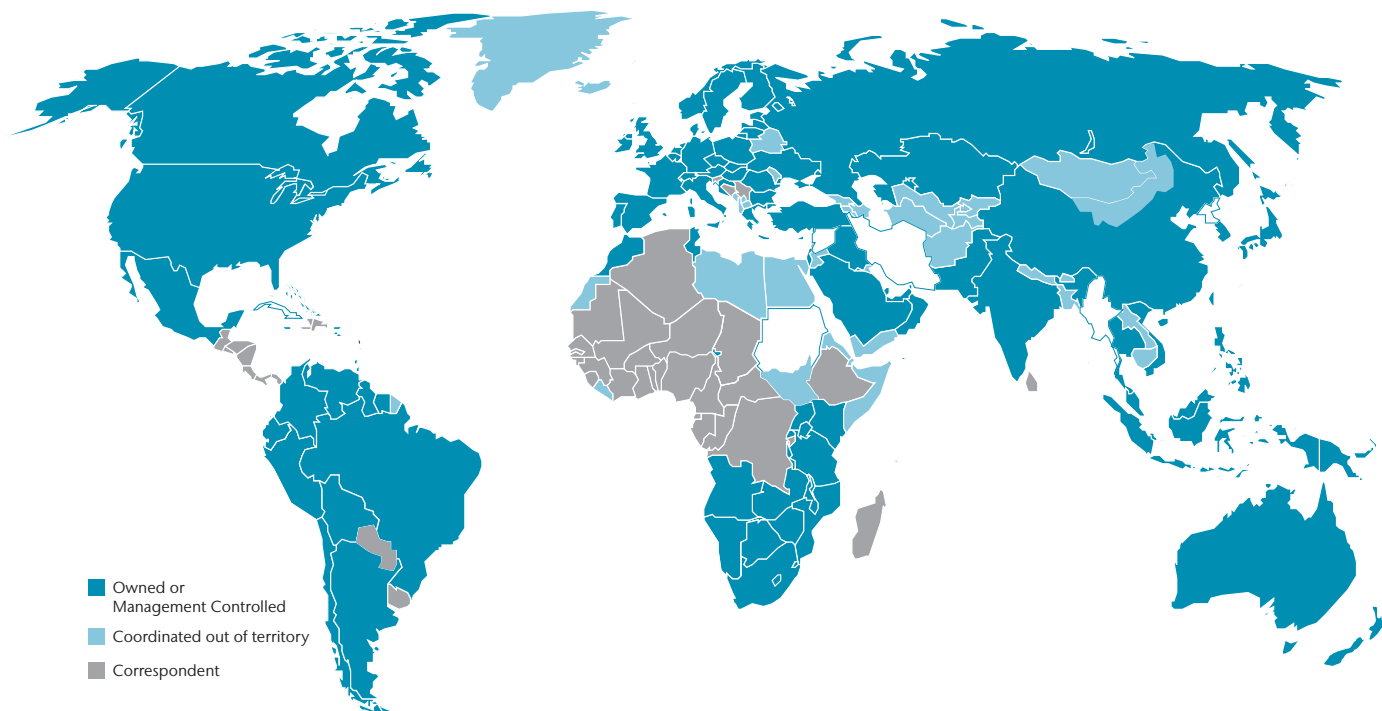 Owned or
Management Controlled
Coordinated out of territory
Correspondent